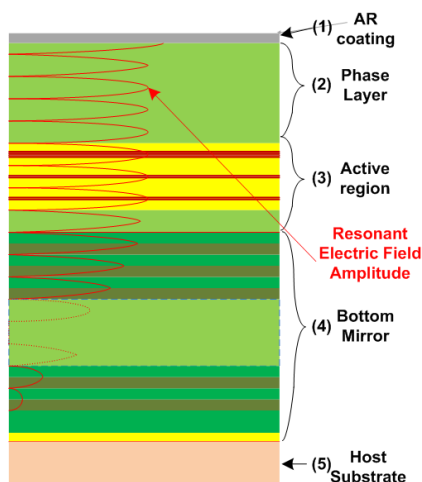 (1) AR
coating
(2) Phase
Layer
(3) Active
region
Resonant
Electric Field
Amplitude
(4) Bottom
Mirror
(5) Host
Substrate